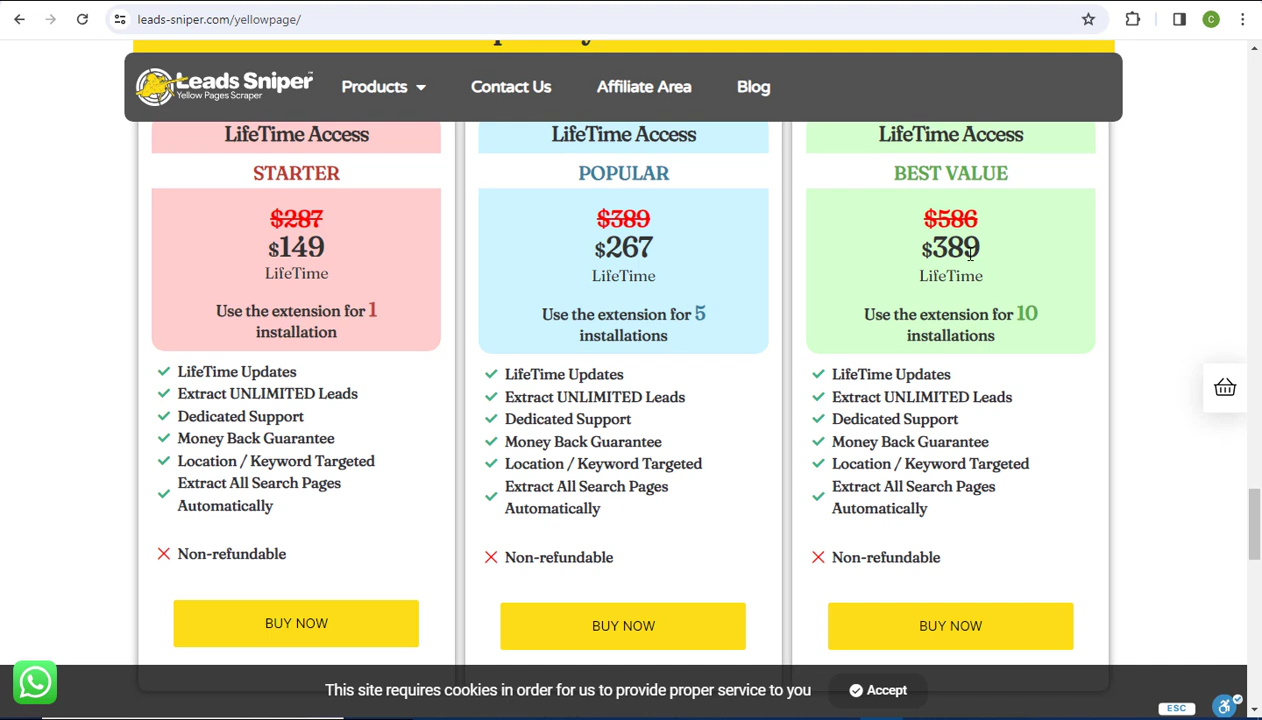 leads-sniper.com/yellowpage/
C
Leads Sniper™
Yellow Pages Scraper
Products
Contact Us
Affiliate Area
Blog
LifeTime Access
STARTER
$287
$149
LifeTime
Use the extension for 1
installation
LifeTime Updates
Extract UNLIMITED Leads
Dedicated Support
Money Back Guarantee
Location / Keyword Targeted
Extract All Search Pages
Automatically
Non-refundable
BUY NOW
LifeTime Access
POPULAR
$389
$267
LifeTime
Use the extension for 5
installations
LifeTime Updates
Extract UNLIMITED Leads
Dedicated Support
Money Back Guarantee
Location / Keyword Targeted
Extract All Search Pages
Automatically
Non-refundable
BUY NOW
LifeTime Access
BEST VALUE
$586
$389
LifeTime
Use the extension for 10
installations
LifeTime Updates
Extract UNLIMITED Leads
Dedicated Support
Money Back Guarantee
Location / Keyword Targeted
Extract All Search Pages
Automatically
Non-refundable
BUY NOW
This site requires cookies in order for us to provide proper service to you
Accept
ESC